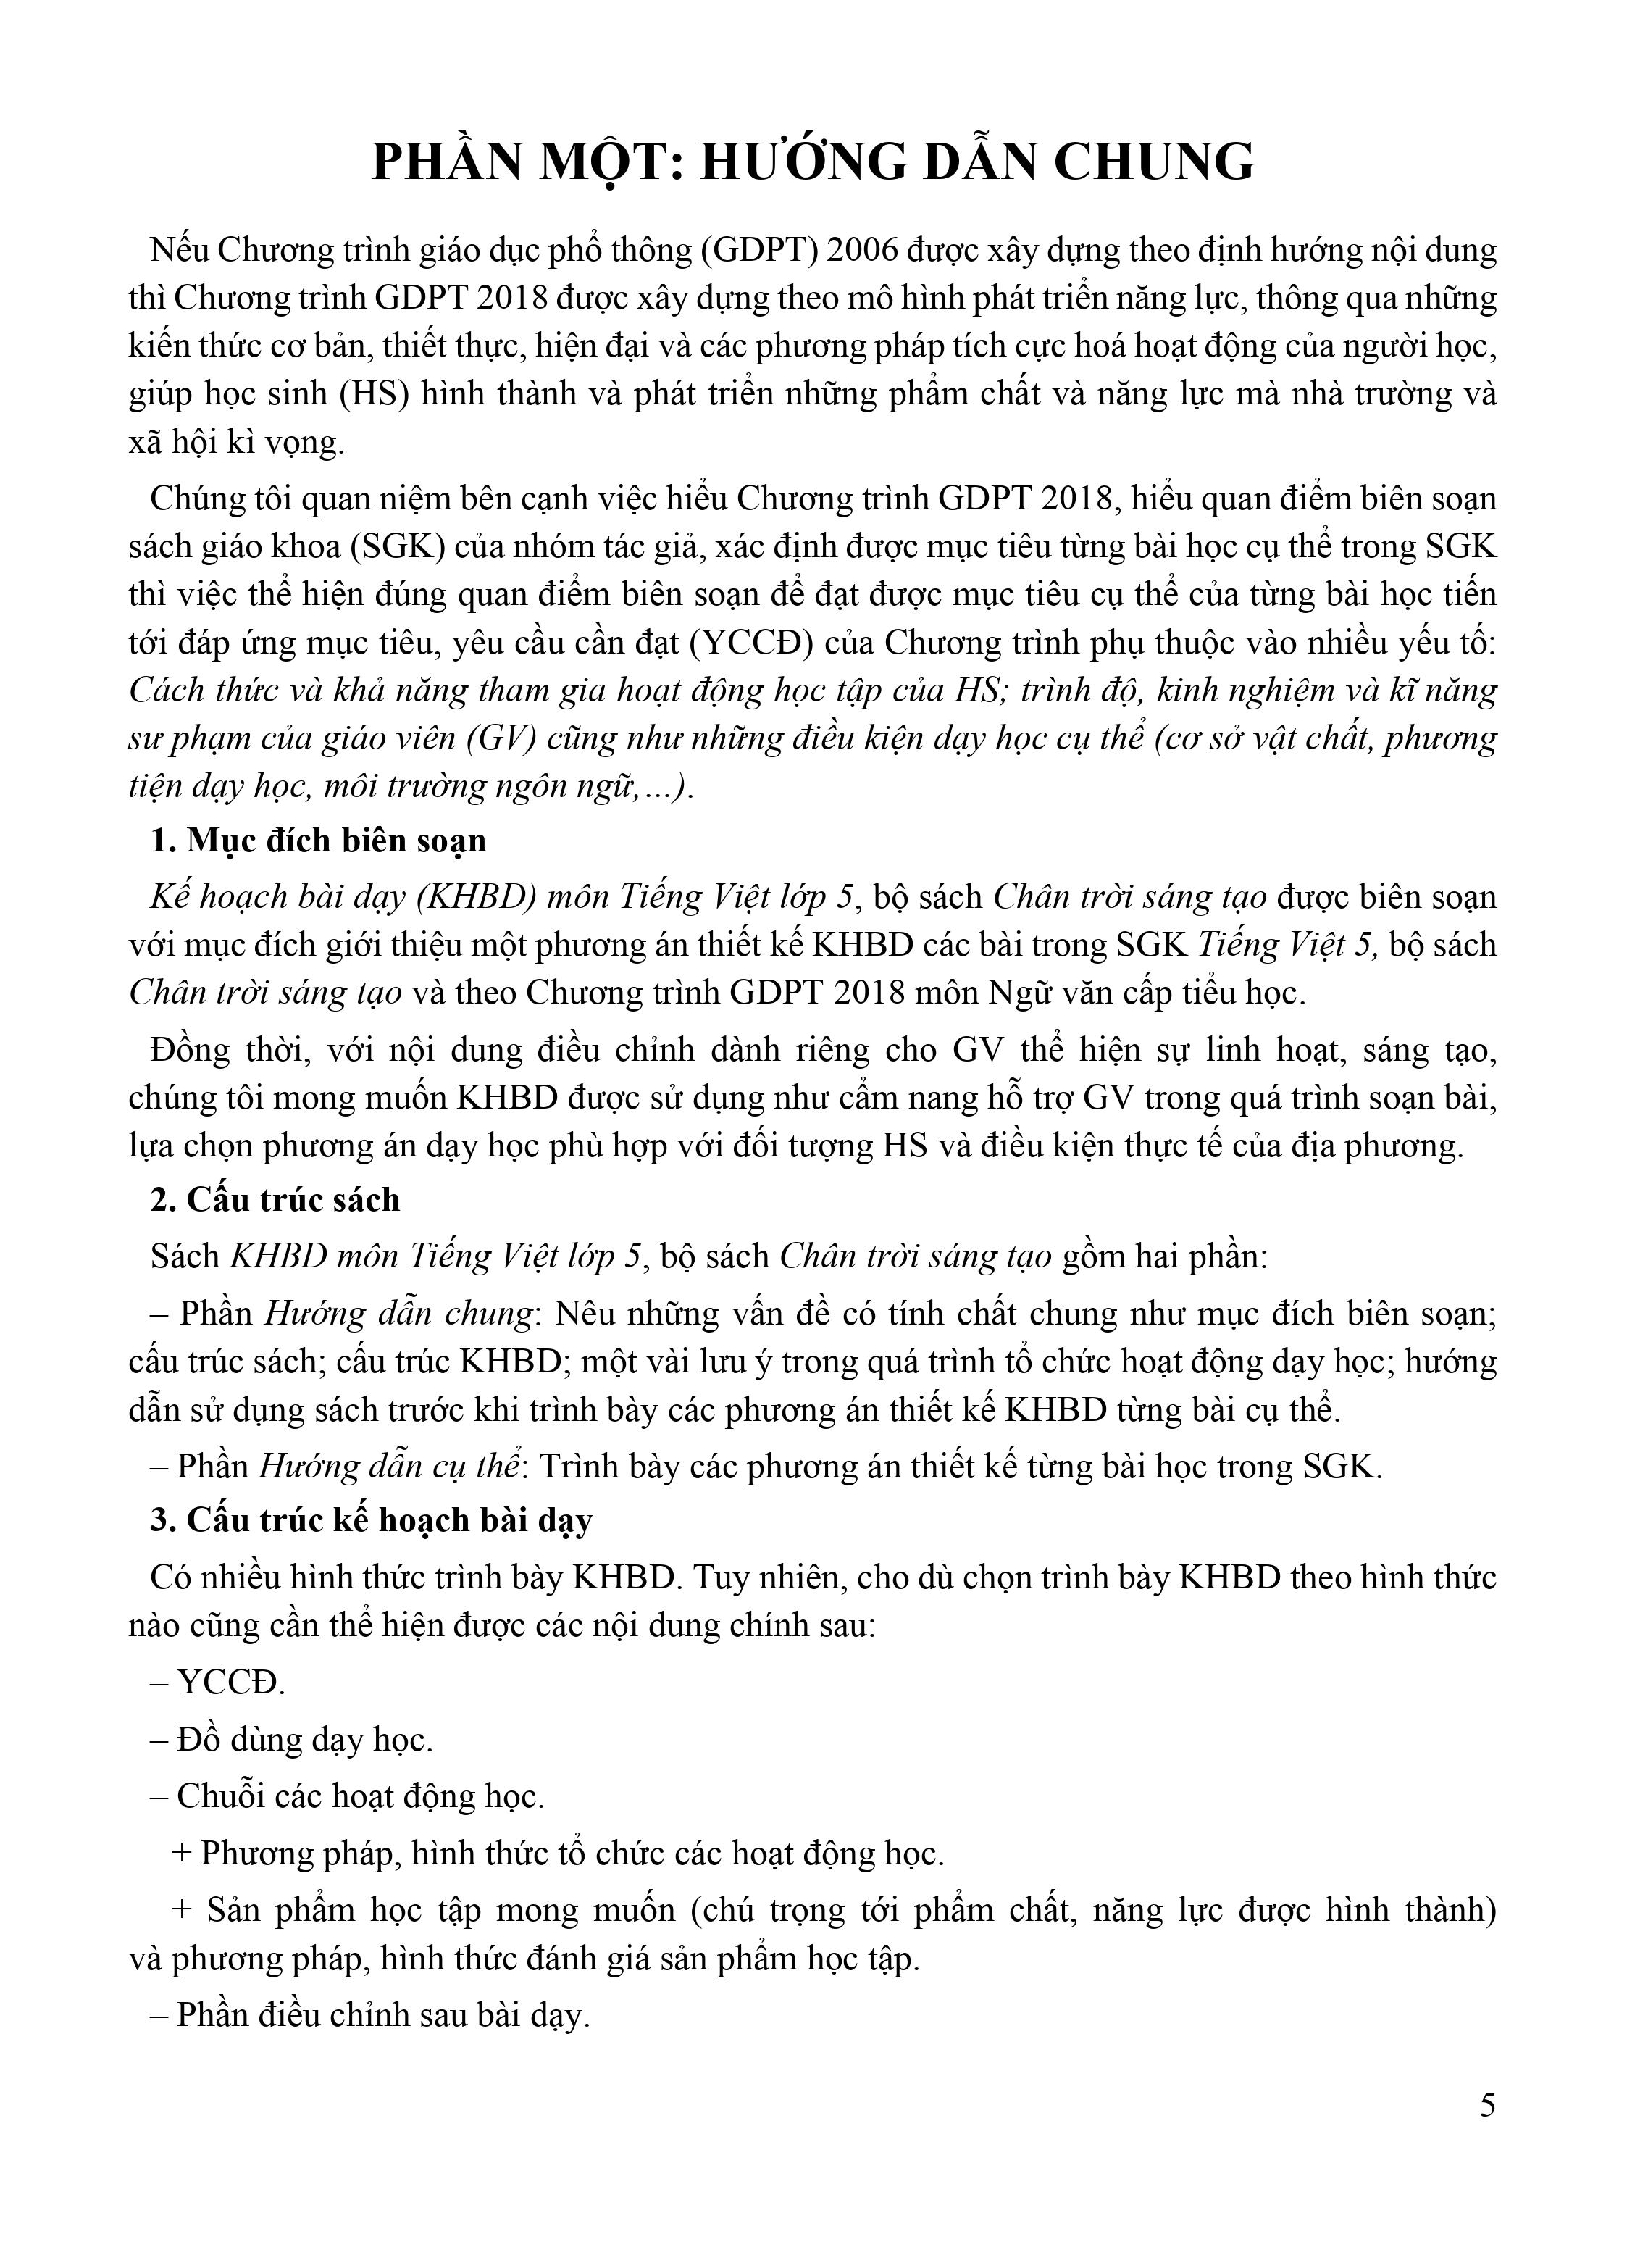 PHẦN MỘT: HƯỚNG DẪN CHUNG
Nếu Chương trình giáo dục phổ thông (GDPT) 2006 được xây dựng theo định hướng nội dung
thì Chương trình GDPT 2018 được xây dựng theo mô hình phát triển năng lực, thông qua những
kiến thức cơ bản, thiết thực, hiện đại và các phương pháp tích cực hoá hoạt động của người học,
giúp học sinh (HS) hình thành và phát triển những phẩm chất và năng lực mà nhà trường và
xã hội kì vọng.
Chúng tôi quan niệm bên cạnh việc hiểu Chương trình GDPT 2018, hiểu quan điểm biên soạn
sách giáo khoa (SGK) của nhóm tác giả, xác định được mục tiêu từng bài học cụ thể trong SGK
thì việc thể hiện đúng quan điểm biên soạn để đạt được mục tiêu cụ thể của từng bài học tiến
tới đáp ứng mục tiêu, yêu cầu cần đạt (YCCĐ) của Chương trình phụ thuộc vào nhiều yếu tố:
Cách thức và khả năng tham gia hoạt động học tập của HS; trình độ, kinh nghiệm và kĩ năng
sư phạm của giáo viên (GV) cũng như những điều kiện dạy học cụ thể (cơ sở vật chất, phương
tiện dạy học, môi trường ngôn ngữ,…).
1. Mục đích biên soạn
Kế hoạch bài dạy (KHBD) môn Tiếng Việt lớp 5, bộ sách Chân trời sáng tạo được biên soạn
với mục đích giới thiệu một phương án thiết kế KHBD các bài trong SGK Tiếng Việt 5, bộ sách
Chân trời sáng tạo và theo Chương trình GDPT 2018 môn Ngữ văn cấp tiểu học.
Đồng thời, với nội dung điều chỉnh dành riêng cho GV thể hiện sự linh hoạt, sáng tạo,
chúng tôi mong muốn KHBD được sử dụng như cẩm nang hỗ trợ GV trong quá trình soạn bài,
lựa chọn phương án dạy học phù hợp với đối tượng HS và điều kiện thực tế của địa phương.
2. Cấu trúc sách
Sách KHBD môn Tiếng Việt lớp 5, bộ sách Chân trời sáng tạo gồm hai phần:
– Phần Hướng dẫn chung: Nêu những vấn đề có tính chất chung như mục đích biên soạn;
cấu trúc sách; cấu trúc KHBD; một vài lưu ý trong quá trình tổ chức hoạt động dạy học; hướng
dẫn sử dụng sách trước khi trình bày các phương án thiết kế KHBD từng bài cụ thể.
– Phần Hướng dẫn cụ thể: Trình bày các phương án thiết kế từng bài học trong SGK.
3. Cấu trúc kế hoạch bài dạy
Có nhiều hình thức trình bày KHBD. Tuy nhiên, cho dù chọn trình bày KHBD theo hình thức
nào cũng cần thể hiện được các nội dung chính sau:
– YCCĐ.
– Đồ dùng dạy học.
– Chuỗi các hoạt động học.
+ Phương pháp, hình thức tổ chức các hoạt động học.
+ Sản phẩm học tập mong muốn (chú trọng tới phẩm chất, năng lực được hình thành)
và phương pháp, hình thức đánh giá sản phẩm học tập.
– Phần điều chỉnh sau bài dạy.
5